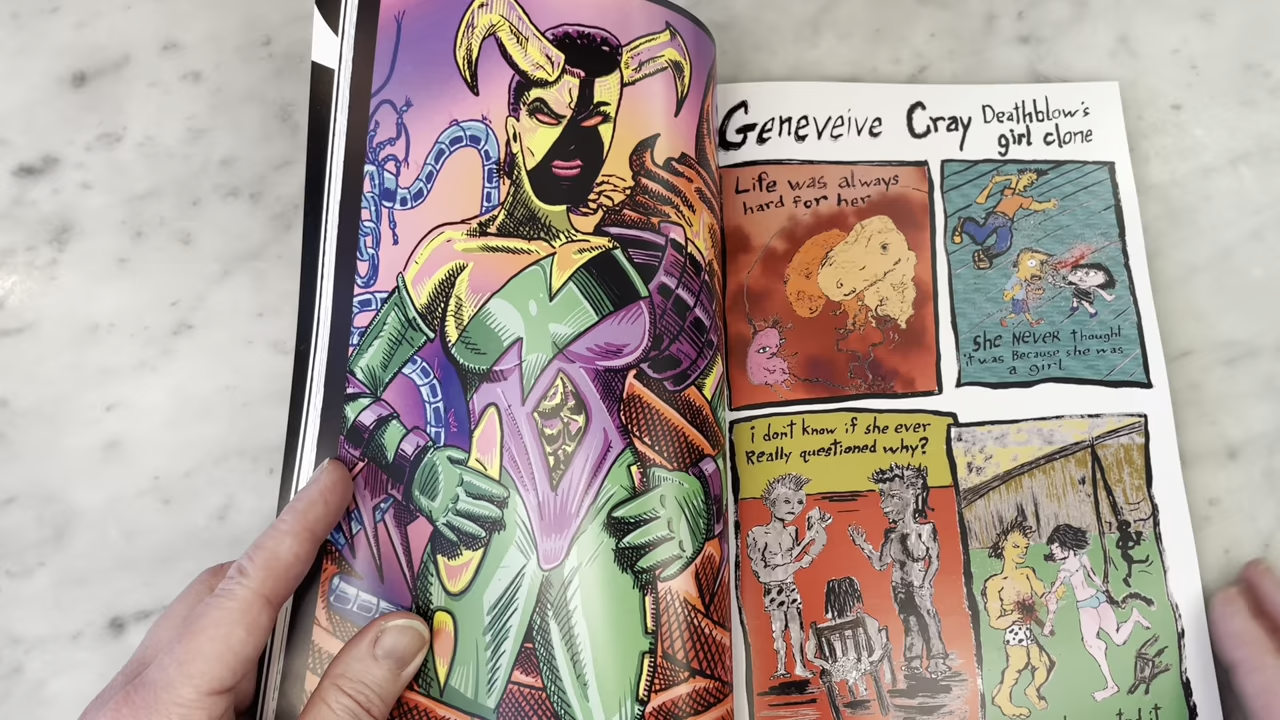 Geneveive Cray Deathblow's
girl clone
Life was always
hard for her
she NEVER thought
it was Because she was
a girl
i don't know if she ever
Really questioned why?